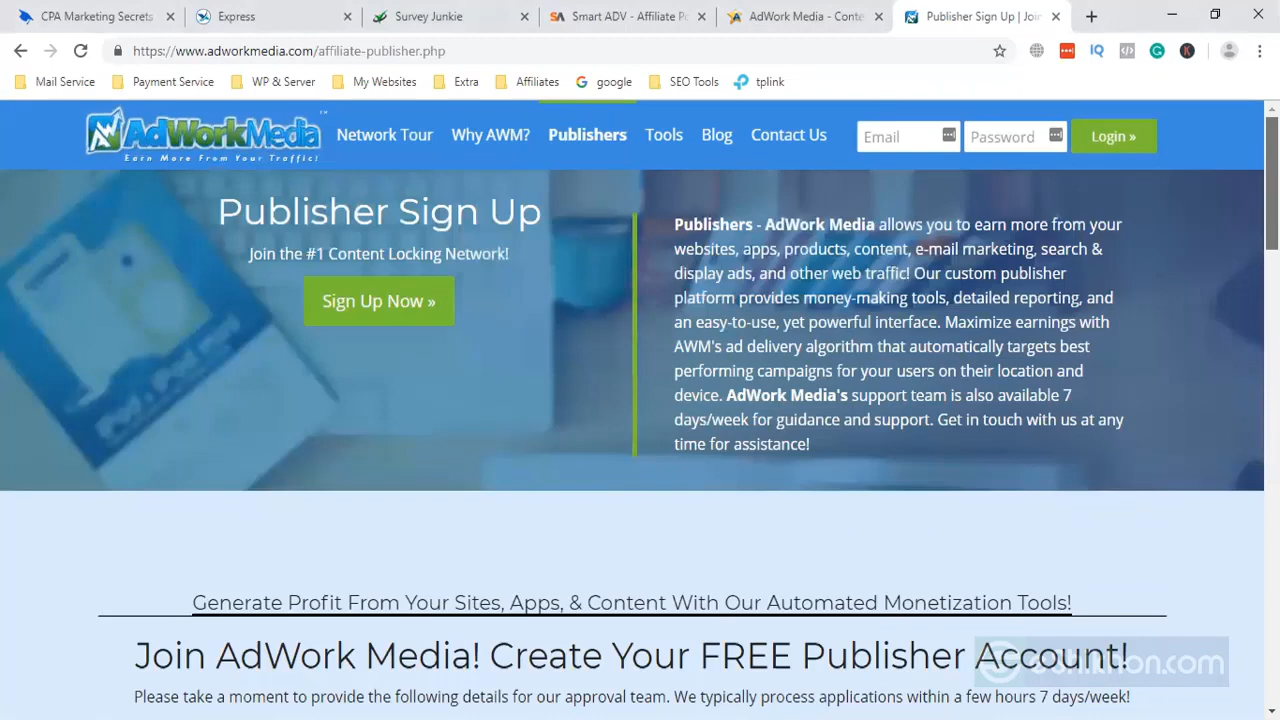 CPA Marketing Secrets
Express
Survey Junkie
Smart ADV - Affiliate Po
AdWork Media - Conte
Publisher Sign Up | Join
https://www.adworkmedia.com/affiliate-publisher.php
Mail Service
Payment Service
WP & Server
My Websites
Extra
Affiliates
google
SEO Tools
tplink
AdWorkMedia™
Earn More From Your Traffic!
Network Tour
Why AWM?
Publishers
Tools
Blog
Contact Us
Email
Password
Login »
Publisher Sign Up
Join the #1 Content Locking Network!
Sign Up Now »
Publishers - AdWork Media allows you to earn more from your
websites, apps, products, content, e-mail marketing, search &
display ads, and other web traffic! Our custom publisher
platform provides money-making tools, detailed reporting, and
an easy-to-use, yet powerful interface. Maximize earnings with
AWM's ad delivery algorithm that automatically targets best
performing campaigns for your users on their location and
device. AdWork Media's support team is also available 7
days/week for guidance and support. Get in touch with us at any
time for assistance!
Generate Profit From Your Sites, Apps, & Content With Our Automated Monetization Tools!
Join AdWork Media! Create Your FREE Publisher Account!
Please take a moment to provide the following details for our approval team. We typically process applications within a few hours 7 days/week!